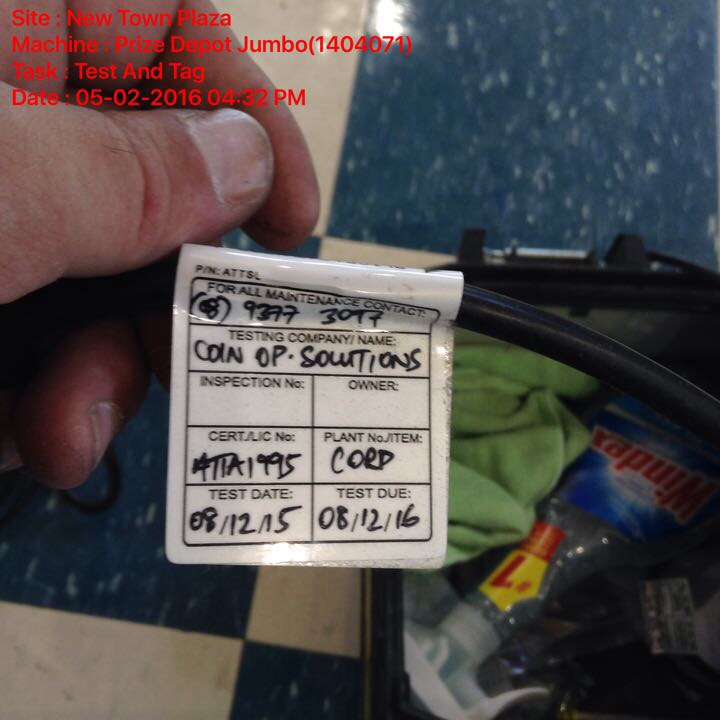 Site : New Town Plaza
Machine : Prize Depot Jumbo(1404071)
Task : Test And Tag
Date : 05-02-2016 04:32 PM
P/N: ATTSL
FOR ALL MAINTENANCE CONTACT:
(08) 9377 3097
TESTING COMPANY/ NAME:
COIN OP. SOLUTIONS
INSPECTION No: OWNER:
CERT./LIC No: PLANT No./ITEM:
ATTA1995 CORD
TEST DATE: TEST DUE:
08/12/15 08/12/16
Windex
#1